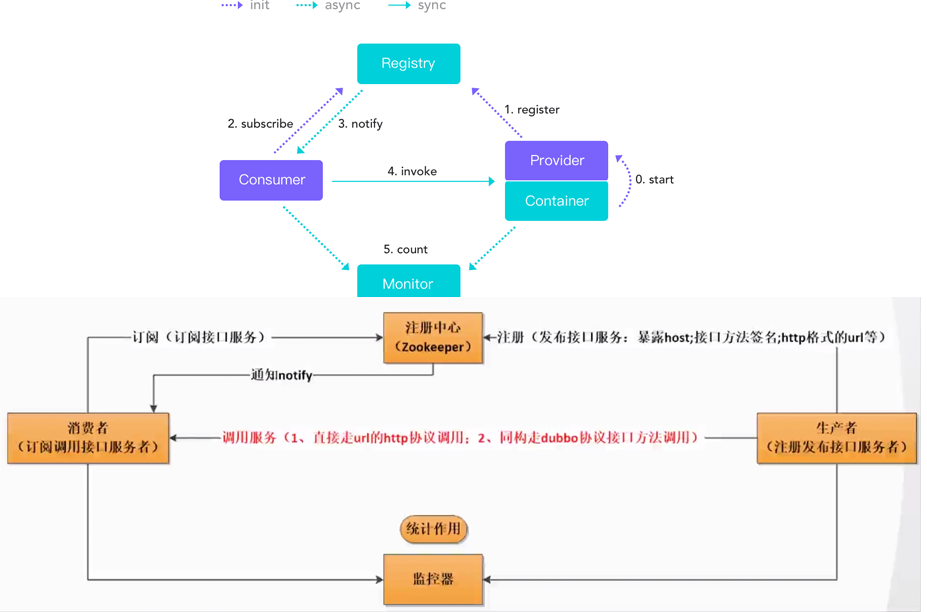 init async sync
Registry
1. register
2. subscribe
3. notify
Provider
4. invoke
Consumer
0. start
Container
5. count
Monitor
注册中心
（Zookeeper）
订阅（订阅接口服务）
注册（发布接口服务：暴露host;接口方法签名;http格式的url等）
通知notify
消费者
（订阅调用接口服务者）
调用服务（1、直接走url的http协议调用；2、同构走dubbo协议接口方法调用）
生产者
（注册发布接口服务者）
统计作用
监控器